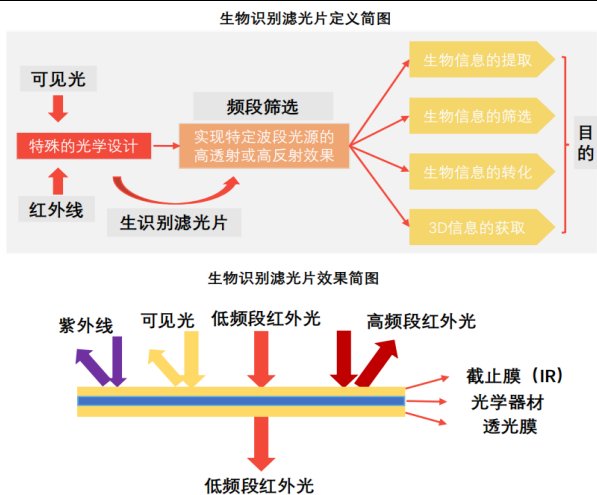 生物识别滤光片定义简图
可见光
特殊的光学设计
红外线
频段筛选
实现特定波段光源的
高透射或高反射效果
生识别滤光片
生物信息的提取
生物信息的筛选
生物信息的转化
3D信息的获取
目
的
生物识别滤光片效果简图
紫外线
可见光
低频段红外光
高频段红外光
截止膜（IR)
光学器材
透光膜
低频段红外光